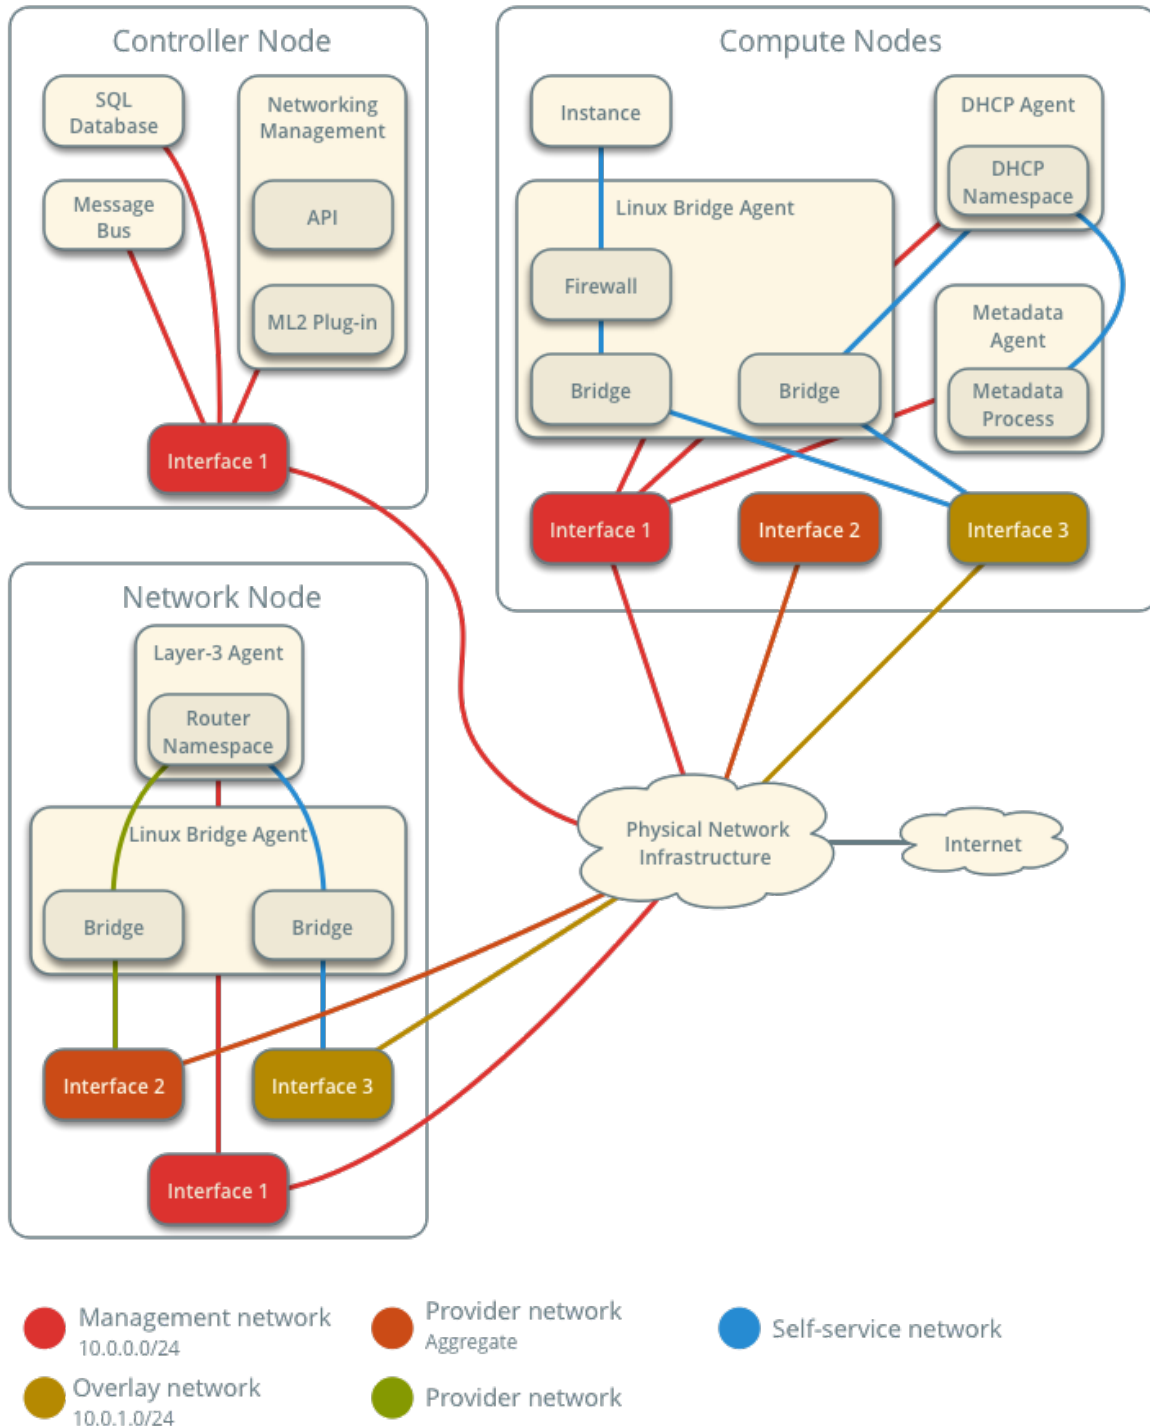 Controller Node
SQL
Database
Networking
Management
Message
Bus
API
ML2 Plug-in
Interface 1
Compute Nodes
Instance
DHCP Agent
DHCP
Namespace
Linux Bridge Agent
Firewall
Metadata
Agent
Bridge
Bridge
Metadata
Process
Interface 1
Interface 2
Interface 3
Network Node
Layer-3 Agent
Router
Namespace
Linux Bridge Agent
Bridge
Bridge
Interface 2
Interface 3
Interface 1
Physical Network
Infrastructure
Internet
Management network
10.0.0.0/24
Provider network
Aggregate
Self-service network
Overlay network
10.0.1.0/24
Provider network